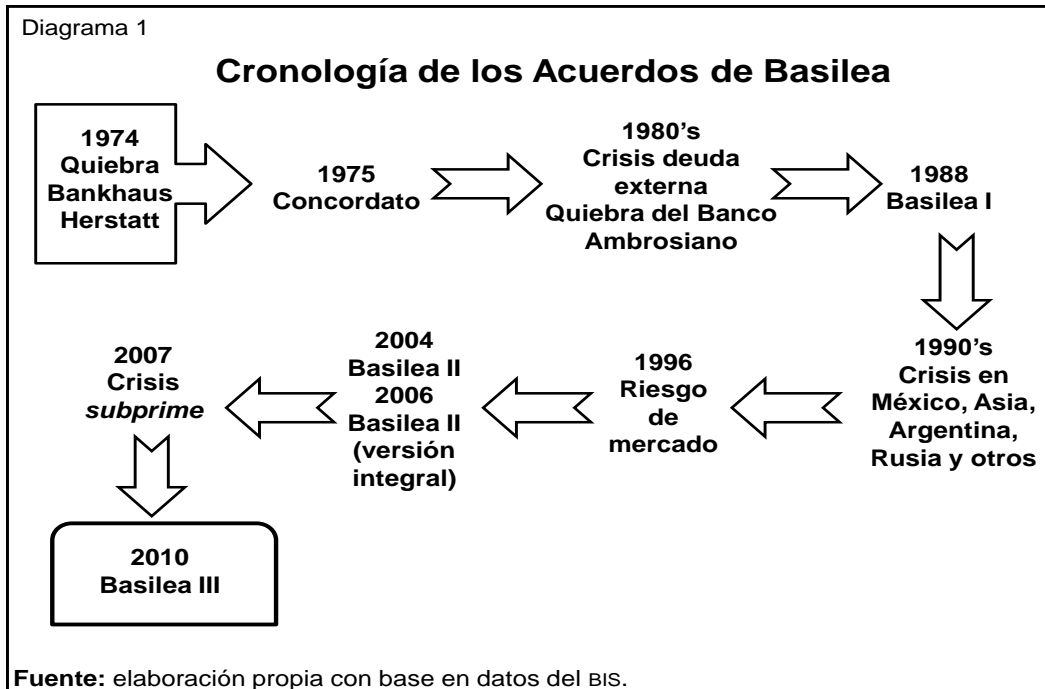 Diagrama 1
Cronología de los Acuerdos de Basilea
1974
Quiebra
Bankhaus
Herstatt
1975
Concordato
1980’s
Crisis deuda
externa
Quiebra del Banco
Ambrosiano
1988
Basilea I
1990’s
Crisis en
México, Asia,
Argentina,
Rusia y otros
1996
Riesgo
de
mercado
2004
Basilea II
2006
Basilea II
(versión
integral)
2007
Crisis
subprime
2010
Basilea III
Fuente: elaboración propia con base en datos del BIS.